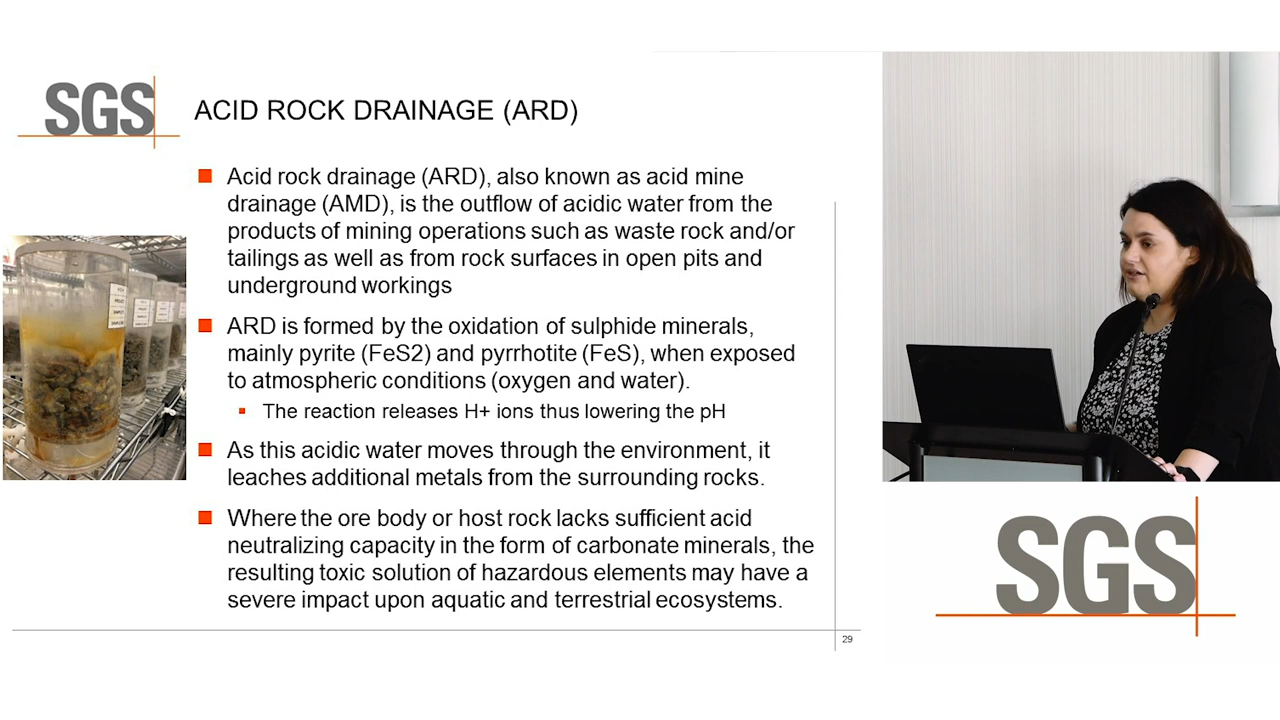 SGS
ACID ROCK DRAINAGE (ARD)
Acid rock drainage (ARD), also known as acid mine
drainage (AMD), is the outflow of acidic water from the
products of mining operations such as waste rock and/or
tailings as well as from rock surfaces in open pits and
underground workings
ARD is formed by the oxidation of sulphide minerals,
mainly pyrite (FeS2) and pyrrhotite (FeS), when exposed
to atmospheric conditions (oxygen and water).
The reaction releases H+ ions thus lowering the pH
As this acidic water moves through the environment, it
leaches additional metals from the surrounding rocks.
Where the ore body or host rock lacks sufficient acid
neutralizing capacity in the form of carbonate minerals, the
resulting toxic solution of hazardous elements may have a
severe impact upon aquatic and terrestrial ecosystems.
29
SGS